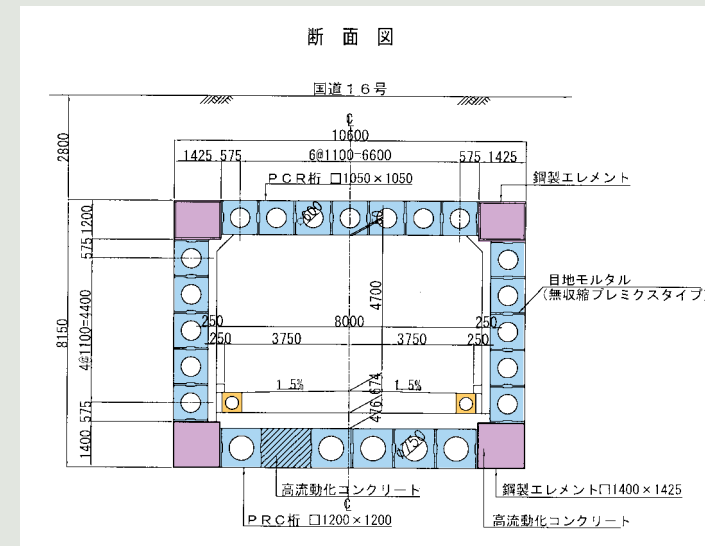 断面図
国道16号
℄
10600
1425 575 6@1100=6600 575 1425
2800
PCR桁 □1050×1050
鋼製エレメント
φ600
1200
575
4@1100=4400
8150
575
1400
目地モルタル
(無収縮プレミクスタイプ)
4700
250 8000 250
250 3750 3750 250
1.5% 1.5%
674
476
φ750
高流動化コンクリート
鋼製エレメント□1400×1425
℄
PRC桁 □1200×1200
高流動化コンクリート